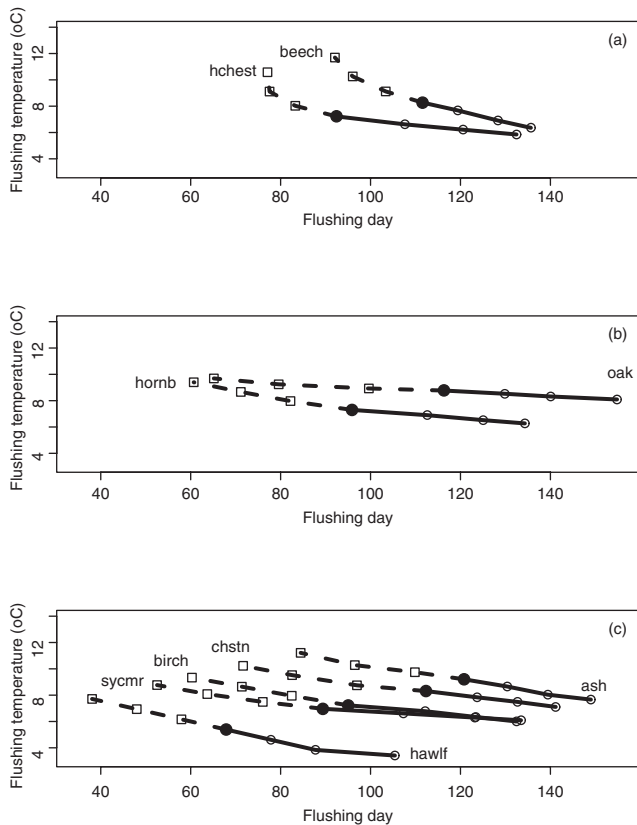 (a)
beech
hchest
Flushing temperature (oC)
12
8
4
40 60 80 100 120 140
Flushing day
(b)
oak
hornb
Flushing temperature (oC)
12
8
4
40 60 80 100 120 140
Flushing day
(c)
chstn
birch
sycmr
ash
hawlf
Flushing temperature (oC)
12
8
4
40 60 80 100 120 140
Flushing day